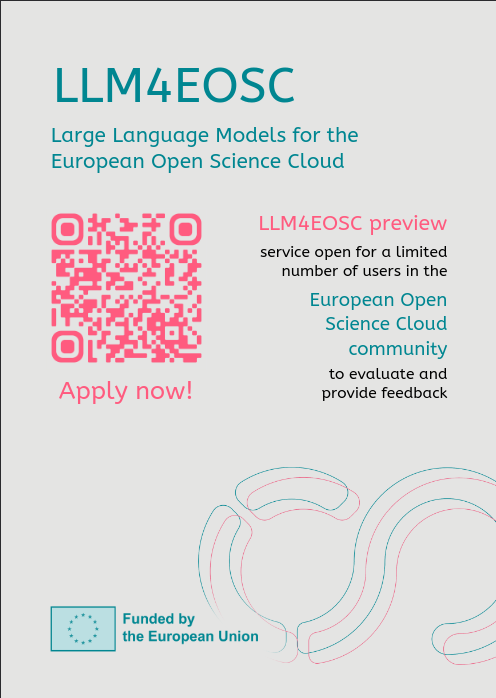 LLM4EOSC
Large Language Models for the
European Open Science Cloud
LLM4EOSC preview
service open for a limited
number of users in the
European Open
Science Cloud
community
to evaluate and
provide feedback
Apply now!
Funded by
the European Union